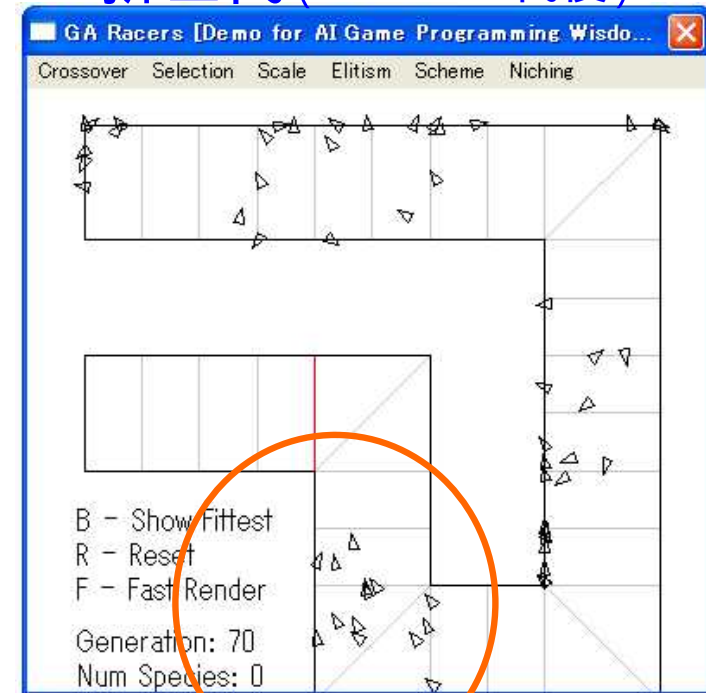 GA Racers [Demo for AI Game Programming Wisdo...
Crossover Selection Scale Elitism Scheme Niching
B - Show Fittest
R - Reset
F - Fast Render
Generation: 70
Num Species: 0